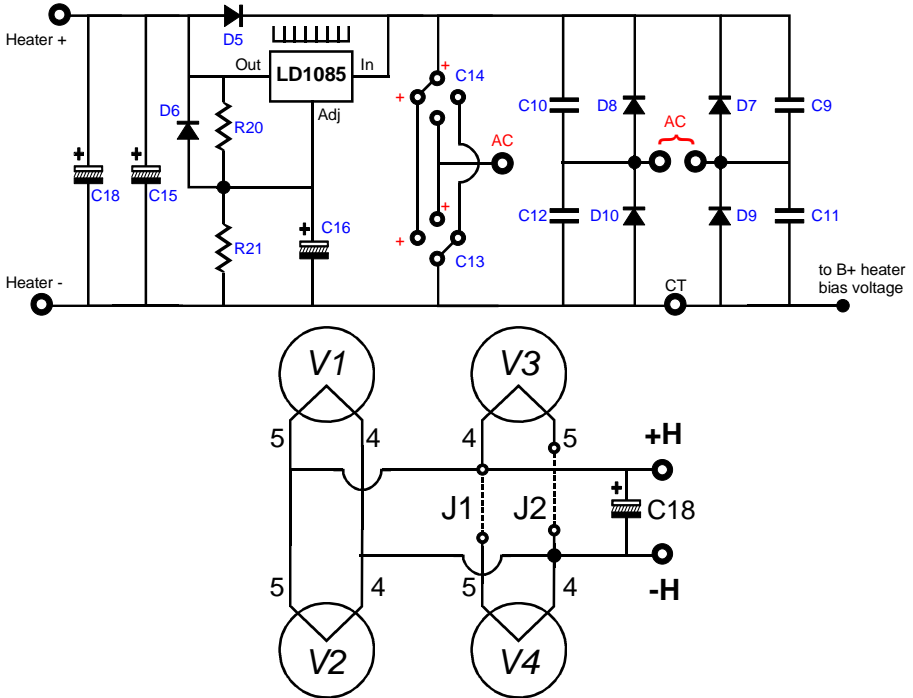 Heater +
D5
Out
LD1085
In
Adj
D6
R20
+
C18
+
C15
R21
+
C16
+
C14
+
AC
+
+
C13
C10
D8
AC
D7
C9
C12
D10
D9
C11
Heater -
CT
to B+ heater
bias voltage
V1
V3
5
4
4
5
+H
+
J1
J2
C18
5
4
5
4
-H
V2
V4